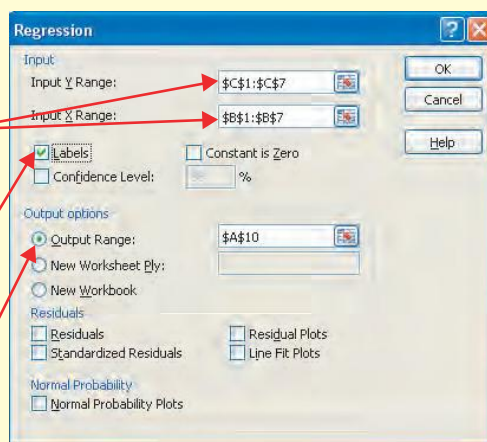 Regression
Input
Input Y Range: $C$1:$C$7
Input X Range: $B$1:$B$7
Labels Constant is Zero
Confidence Level: %
OK
Cancel
Help
Output options
Output Range: $A$10
New Worksheet Ply:
New Workbook
Residuals
Residuals Residual Plots
Standardized Residuals Line Fit Plots
Normal Probability
Normal Probability Plots